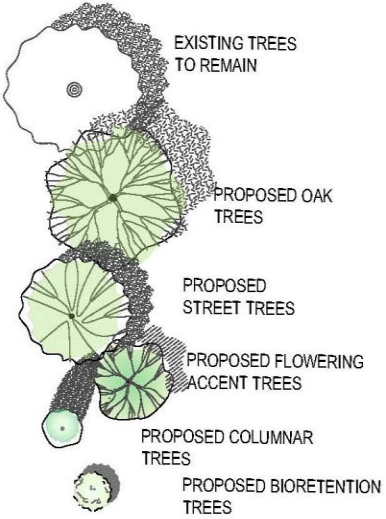 EXISTING TREES
TO REMAIN
PROPOSED OAK
TREES
PROPOSED
STREET TREES
PROPOSED FLOWERING
ACCENT TREES
PROPOSED COLUMNAR
TREES
PROPOSED BIORETENTION
TREES